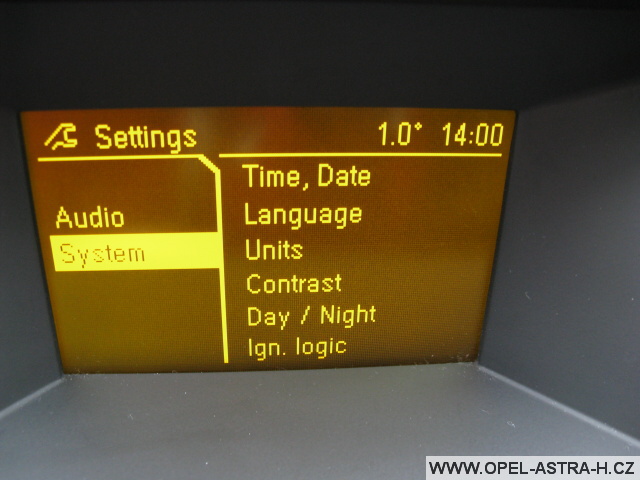 Settings 1.0° 14:00
Audio
System
Time, Date
Language
Units
Contrast
Day / Night
Ign. logic
WWW.OPEL-ASTRA-H.CZ